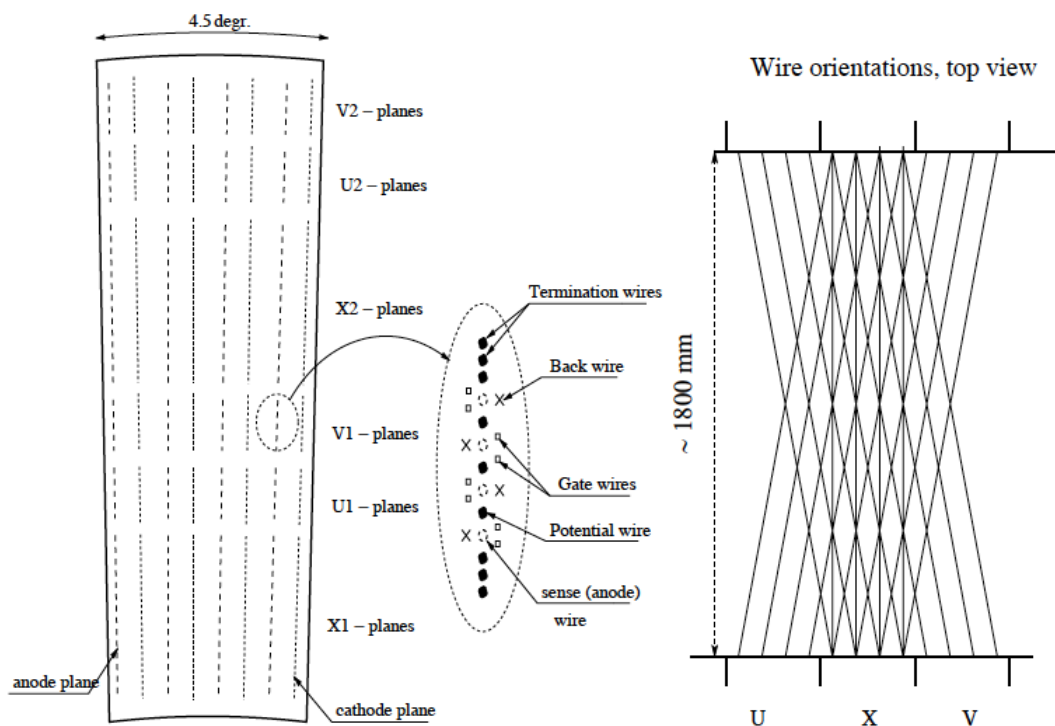 4.5 degr.
V2 – planes
U2 – planes
X2 – planes
V1 – planes
U1 – planes
X1 – planes
anode plane
cathode plane
Termination wires
Back wire
Gate wires
Potential wire
sense (anode)
wire
Wire orientations, top view
~ 1800 mm
U X V